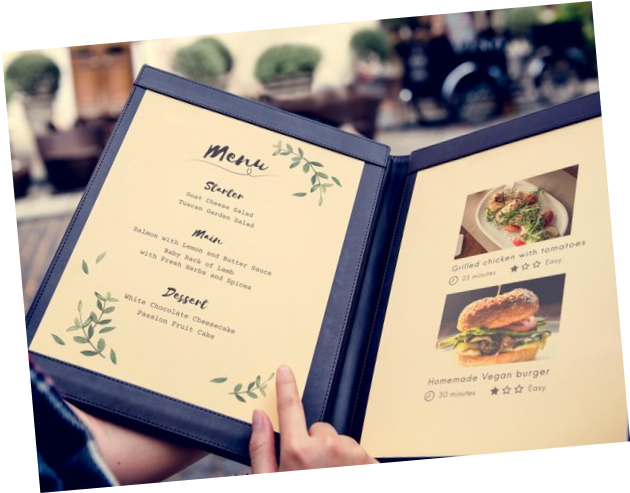 Menu
Starter
Goat Cheese Salad
Tuscan Garden Salad
Main
Salmon with Lemon and Butter Sauce
Baby Back of Lamb
with Fresh Herbs and Spices
Dessert
White Chocolate Cheesecake
Passion Fruit Cake
Grilled chicken with tomatoes
25 minutes Easy
Homemade Vegan burger
30 minutes Easy